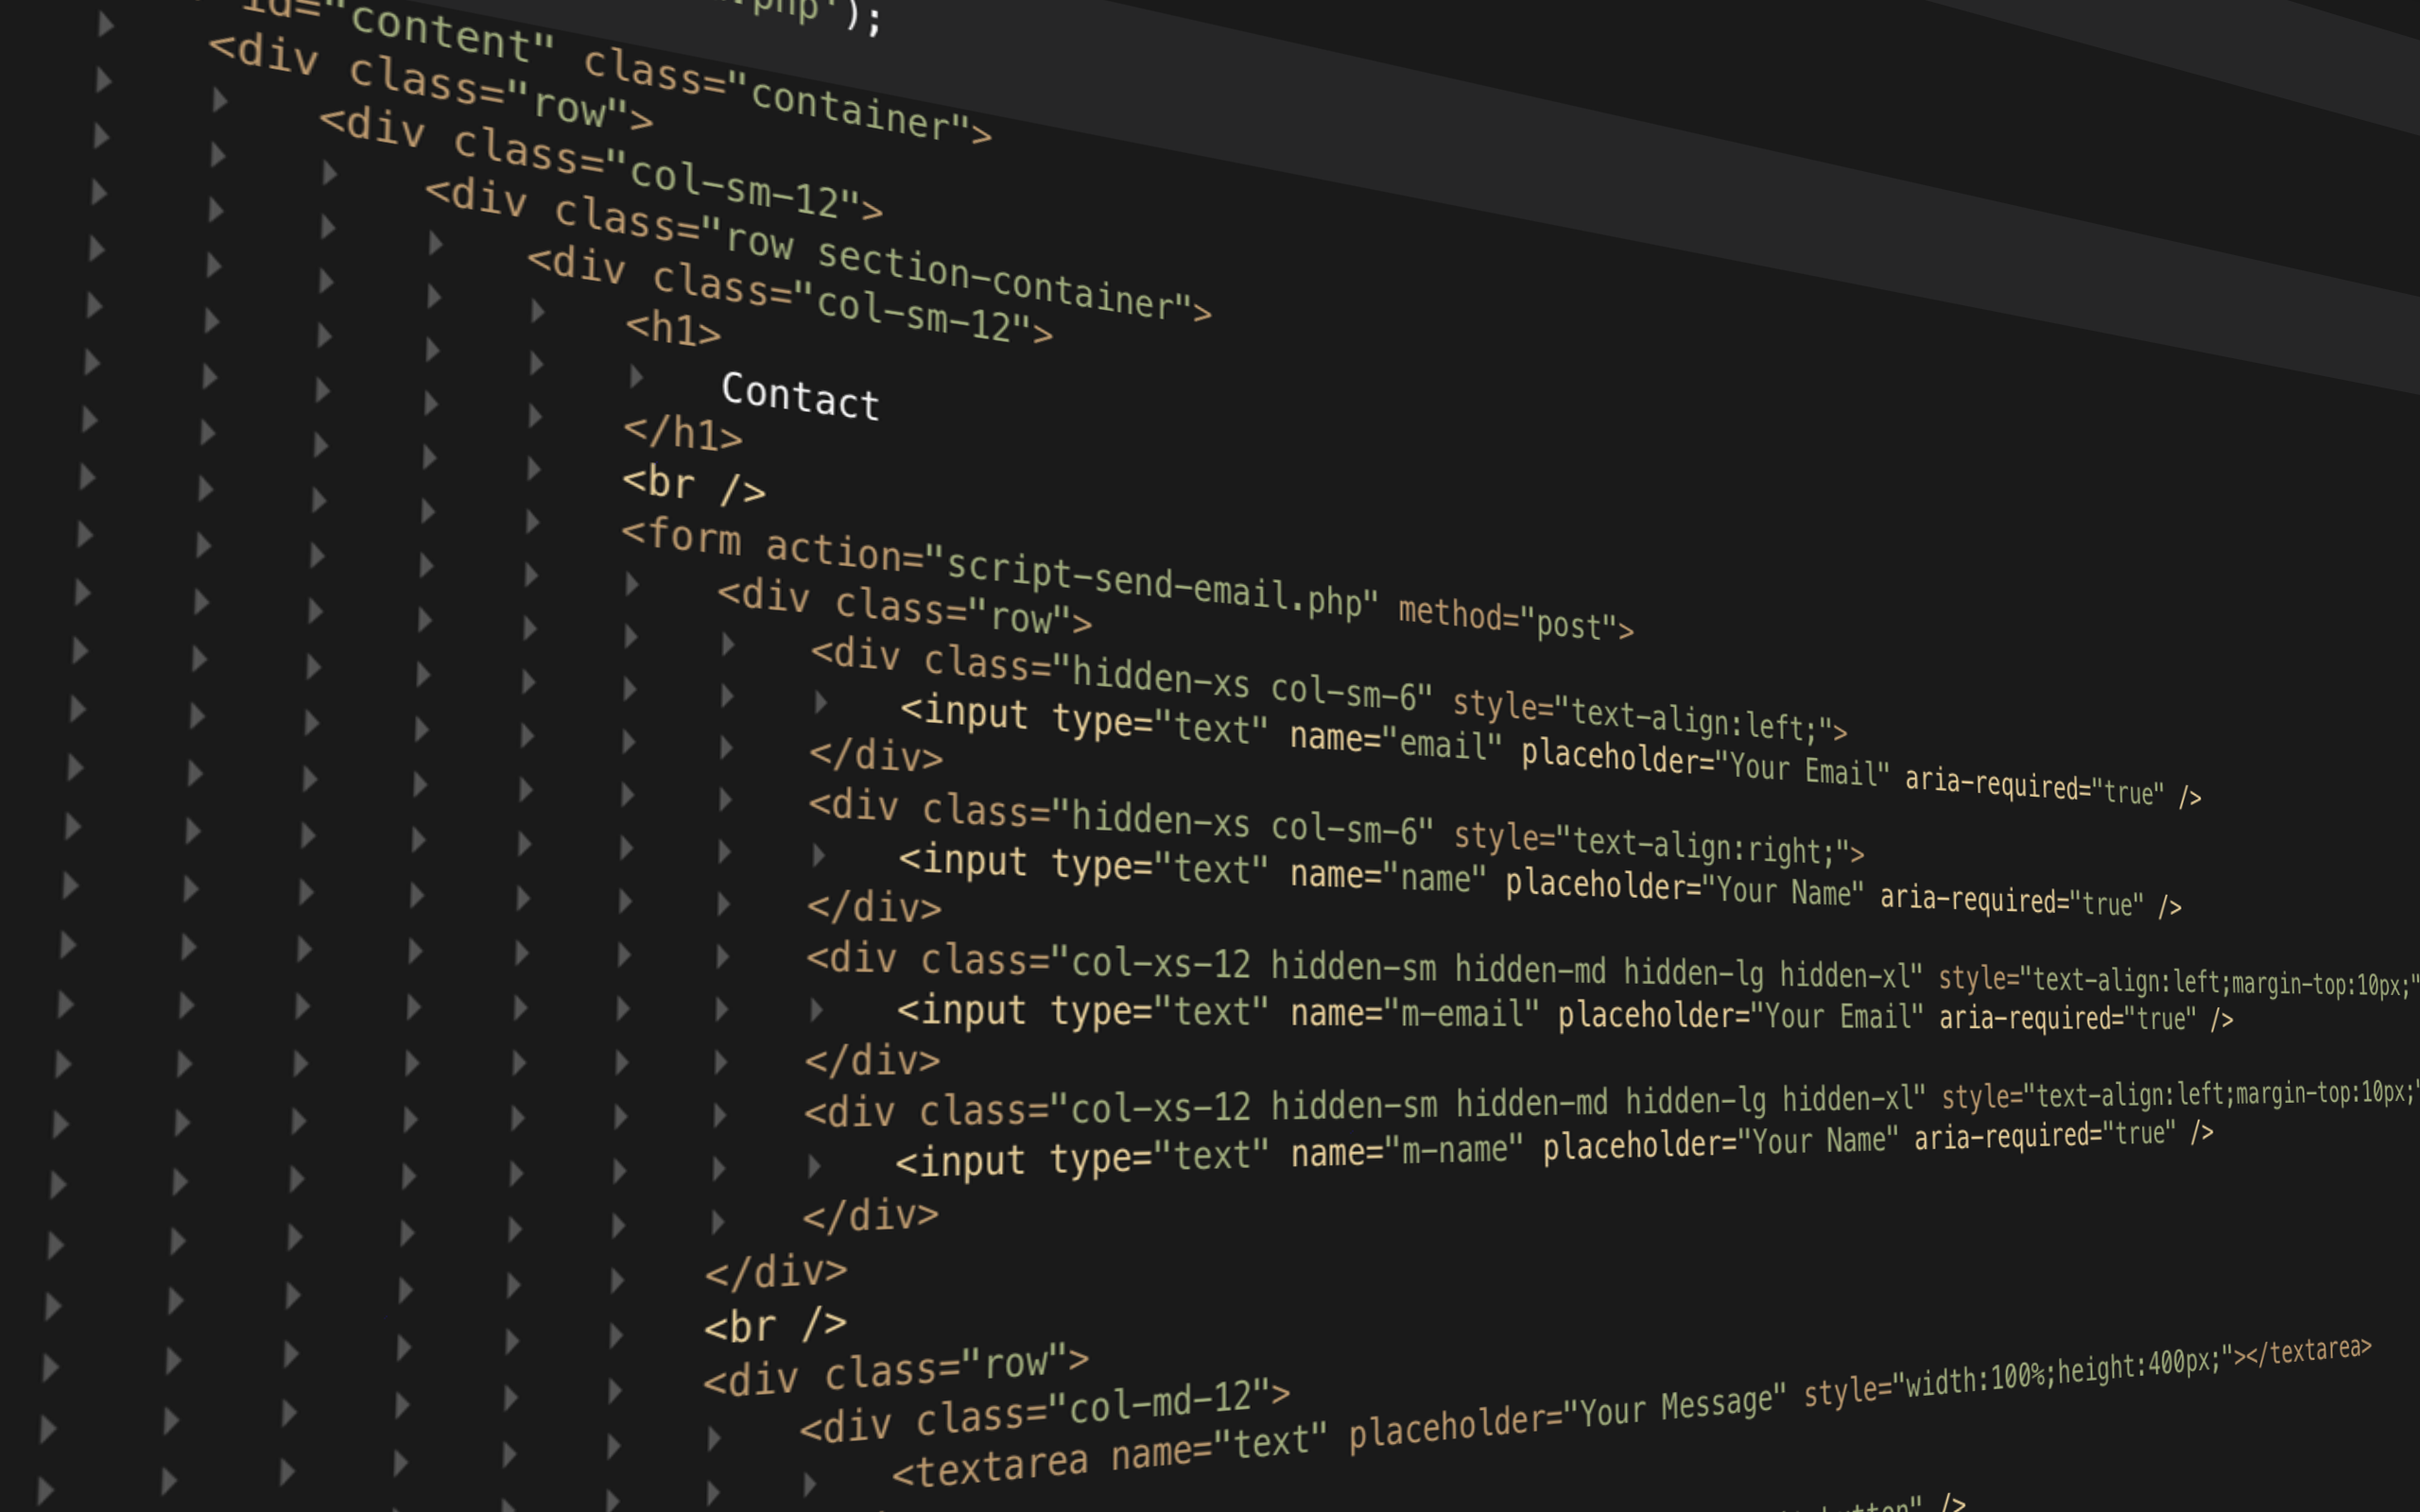 .php');
id="content" class="container">
<div class="row">
<div class="col-sm-12">
<div class="row section-container">
<div class="col-sm-12">
<h1>
Contact
</h1>
<br />
<form action="script-send-email.php" method="post">
<div class="row">
<div class="hidden-xs col-sm-6" style="text-align:left;">
<input type="text" name="email" placeholder="Your Email" aria-required="true" />
</div>
<div class="hidden-xs col-sm-6" style="text-align:right;">
<input type="text" name="name" placeholder="Your Name" aria-required="true" />
</div>
<div class="col-xs-12 hidden-sm hidden-md hidden-lg hidden-xl" style="text-align:left;margin-top:10px;"
<input type="text" name="m-email" placeholder="Your Email" aria-required="true" />
</div>
<div class="col-xs-12 hidden-sm hidden-md hidden-lg hidden-xl" style="text-align:left;margin-top:10px;"
<input type="text" name="m-name" placeholder="Your Name" aria-required="true" />
</div>
</div>
<br />
<div class="row">
<div class="col-md-12">
<textarea name="text" placeholder="Your Message" style="width:100%;height:400px;"></textarea>
button" />